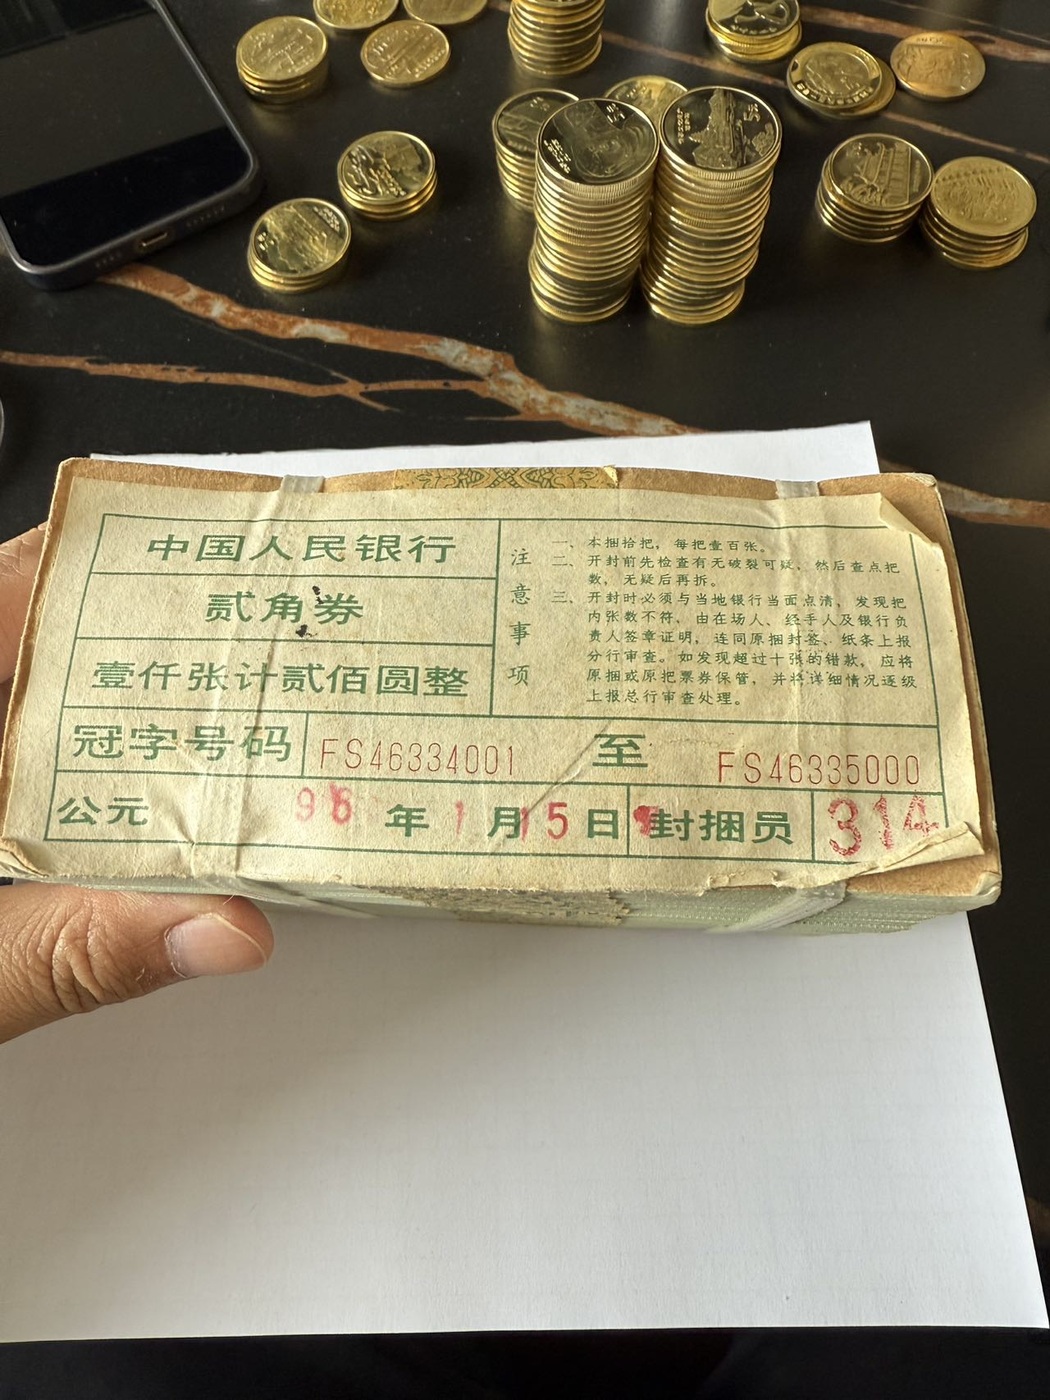 中国人民银行
贰角券
壹仟张计贰佰圆整
注意事项
一、本捆拾把，每把壹百张。
二、开封前先检查有无破裂可疑，然后查点把
数，无疑后再拆。
三、开封时必须与当地银行当面点清，发现把
内张数不符，由在场人、经手人及银行负
责人签章证明，连同原捆封签、纸条上报
分行审查。如发现超过十张的错款，应将
原捆或原把票券保管，并将详细情况逐级
上报总行审查处理。
冠字号码 FS46334001 至 FS46335000
公元 96 年 1 月 15 日 封捆员 314
5元